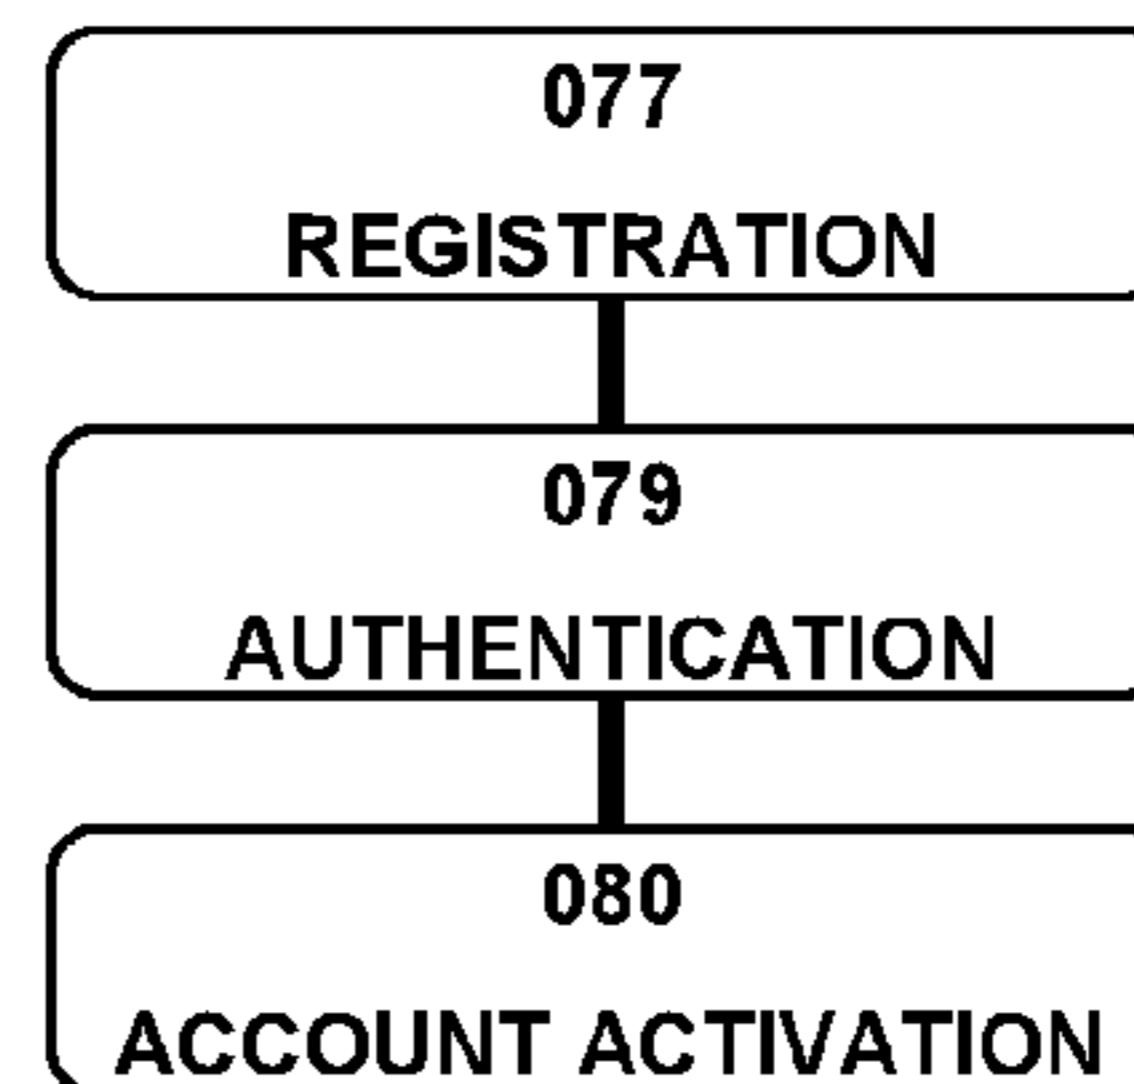 077
REGISTRATION
079
AUTHENTICATION
080
ACCOUNT ACTIVATION